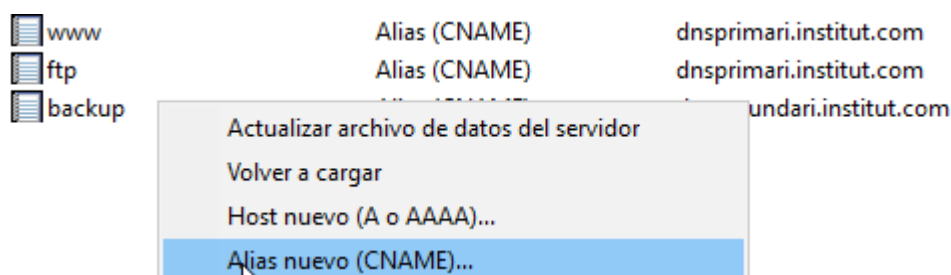 www Alias (CNAME) dnsprimari.institut.com
ftp Alias (CNAME) dnsprimari.institut.com
backup undari.institut.com
Actualizar archivo de datos del servidor
Volver a cargar
Host nuevo (A o AAAA)...
Alias nuevo (CNAME)...